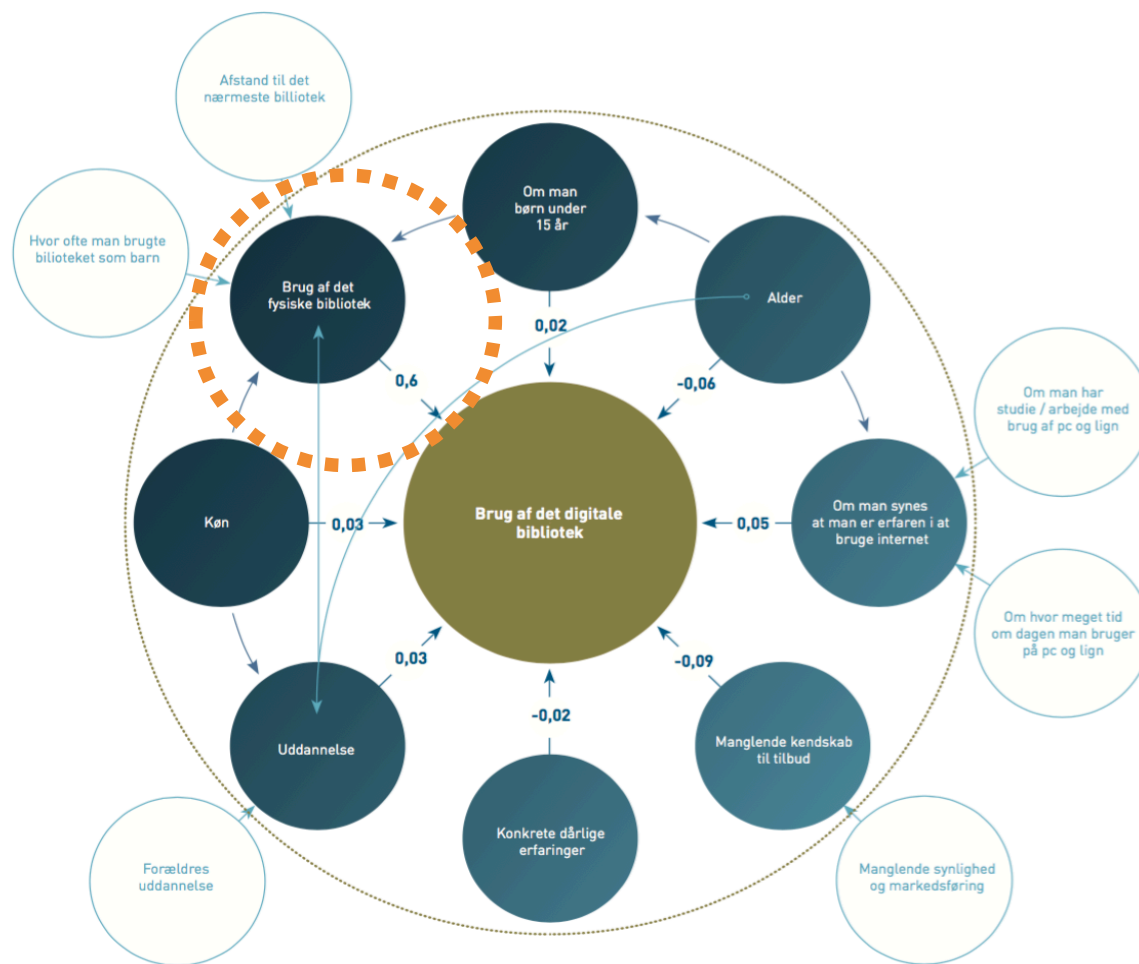 Afstand til det
nærmeste billiotek
Om man
børn under
15 år
Hvor ofte man brugte
bilioteket som barn
Brug af det
fysiske bibliotek
Alder
0,02
0,6
-0,06
Om man har
studie / arbejde med
brug af pc og lign
Køn
0,03
Brug af det digitale
bibliotek
0,05
Om man synes
at man er erfaren i at
bruge internet
Om hvor meget tid
om dagen man bruger
på pc og lign
0,03
-0,09
-0,02
Uddannelse
Manglende kendskab
til tilbud
Konkrete dårlige
erfaringer
Forældres
uddannelse
Manglende synlighed
og markedsføring